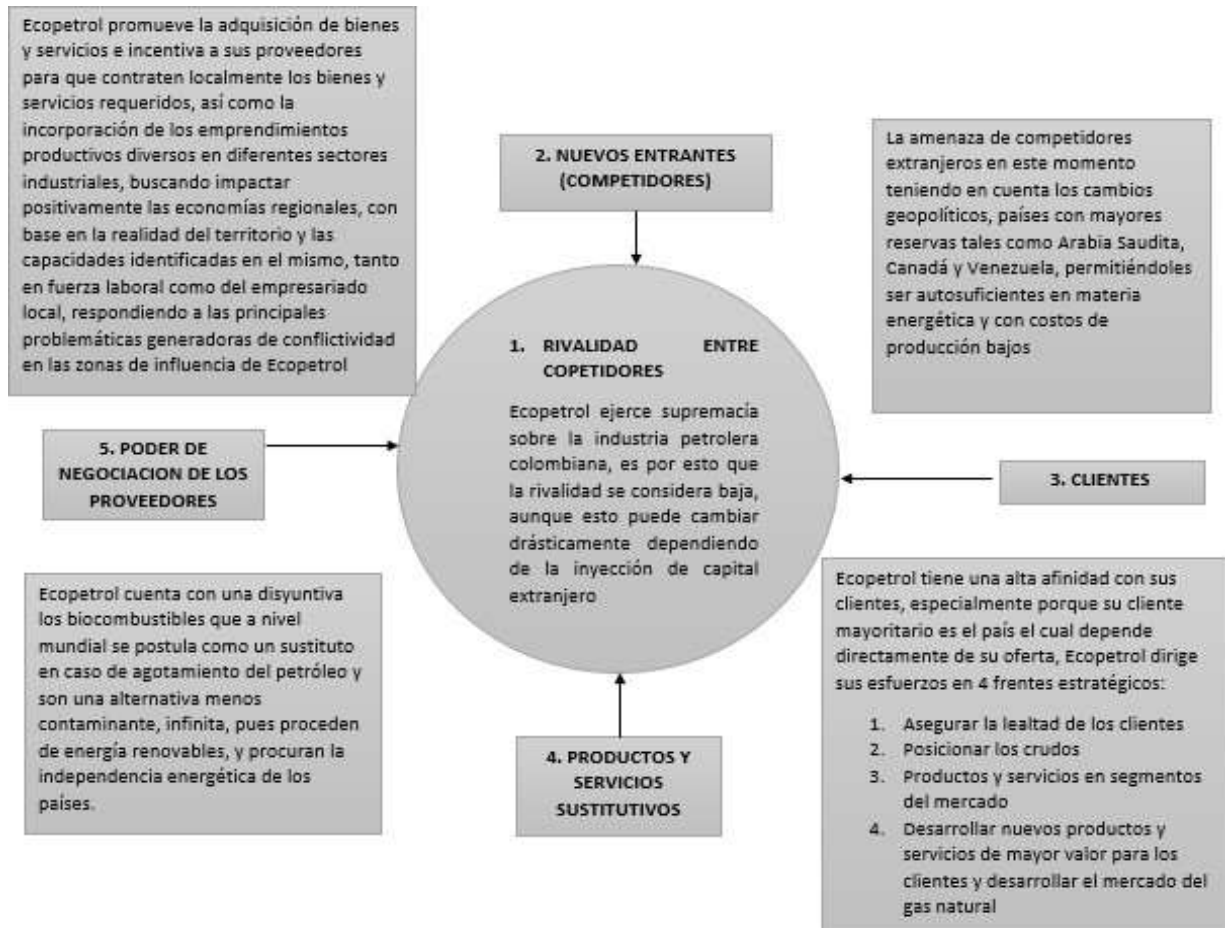 Ecopetrol promueve la adquisición de bienes
y servicios e incentiva a sus proveedores
para que contraten localmente los bienes y
servicios requeridos, así como la
incorporación de los emprendimientos
productivos diversos en diferentes sectores
industriales, buscando impactar
positivamente las economías regionales, con
base en la realidad del territorio y las
capacidades identificadas en el mismo, tanto
en fuerza laboral como del empresariado
local, respondiendo a las principales
problemáticas generadoras de conflictividad
en las zonas de influencia de Ecopetrol
2. NUEVOS ENTRANTES
(COMPETIDORES)
La amenaza de competidores
extranjeros en este momento
teniendo en cuenta los cambios
geopolíticos, países con mayores
reservas tales como Arabia Saudita,
Canadá y Venezuela, permitiéndoles
ser autosuficientes en materia
energética y con costos de
producción bajos
1. RIVALIDAD ENTRE
COPETIDORES
Ecopetrol ejerce supremacía
sobre la industria petrolera
colombiana, es por esto que
la rivalidad se considera baja,
aunque esto puede cambiar
drásticamente dependiendo
de la inyección de capital
extranjero
5. PODER DE
NEGOCIACION DE LOS
PROVEEDORES
3. CLIENTES
Ecopetrol cuenta con una disyuntiva
los biocombustibles que a nivel
mundial se postula como un sustituto
en caso de agotamiento del petróleo y
son una alternativa menos
contaminante, infinita, pues proceden
de energía renovables, y procuran la
independencia energética de los
países.
4. PRODUCTOS Y
SERVICIOS
SUSTITUTIVOS
Ecopetrol tiene una alta afinidad con sus
clientes, especialmente porque su cliente
mayoritario es el país el cual depende
directamente de su oferta, Ecopetrol dirige
sus esfuerzos en 4 frentes estratégicos:
1. Asegurar la lealtad de los clientes
2. Posicionar los crudos
3. Productos y servicios en segmentos
del mercado
4. Desarrollar nuevos productos y
servicios de mayor valor para los
clientes y desarrollar el mercado del
gas natural